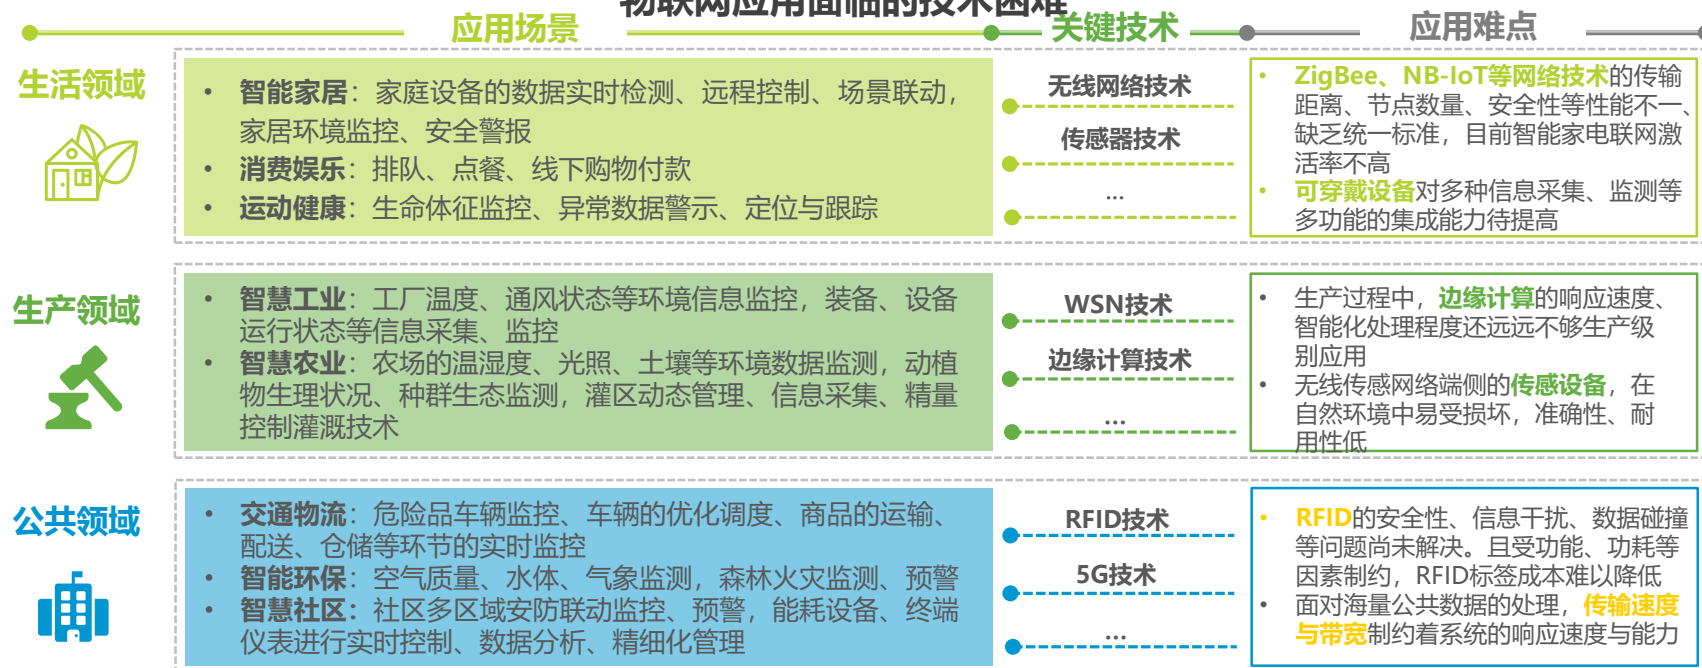 物联网应用面临的技术困难
应用场景
关键技术
应用难点
生活领域
• 智能家居：家庭设备的数据实时检测、远程控制、场景联动，
家居环境监控、安全警报
• 消费娱乐：排队、点餐、线下购物付款
• 运动健康：生命体征监控、异常数据警示、定位与跟踪
无线网络技术
传感器技术
...
• ZigBee、NB-IoT等网络技术的传输
距离、节点数量、安全性等性能不一、
缺乏统一标准，目前智能家电联网激
活率不高
• 可穿戴设备对多种信息采集、监测等
多功能的集成能力待提高
生产领域
• 智慧工业：工厂温度、通风状态等环境信息监控，装备、设备
运行状态等信息采集、监控
• 智慧农业：农场的温湿度、光照、土壤等环境数据监测，动植
物生理状况、种群生态监测，灌区动态管理、信息采集、精量
控制灌溉技术
WSN技术
边缘计算技术
...
• 生产过程中，边缘计算的响应速度、
智能化处理程度还远远不够生产级
别应用
• 无线传感网络端侧的传感设备，在
自然环境中易受损坏，准确性、耐
用性低
公共领域
• 交通物流：危险品车辆监控、车辆的优化调度、商品的运输、
配送、仓储等环节的实时监控
• 智能环保：空气质量、水体、气象监测，森林火灾监测、预警
• 智慧社区：社区多区域安防联动监控、预警，能耗设备、终端
仪表进行实时控制、数据分析、精细化管理
RFID技术
5G技术
...
• RFID的安全性、信息干扰、数据碰撞
等问题尚未解决。且受功能、功耗等
因素制约，RFID标签成本难以降低
• 面对海量公共数据的处理，传输速度
与带宽制约着系统的响应速度与能力